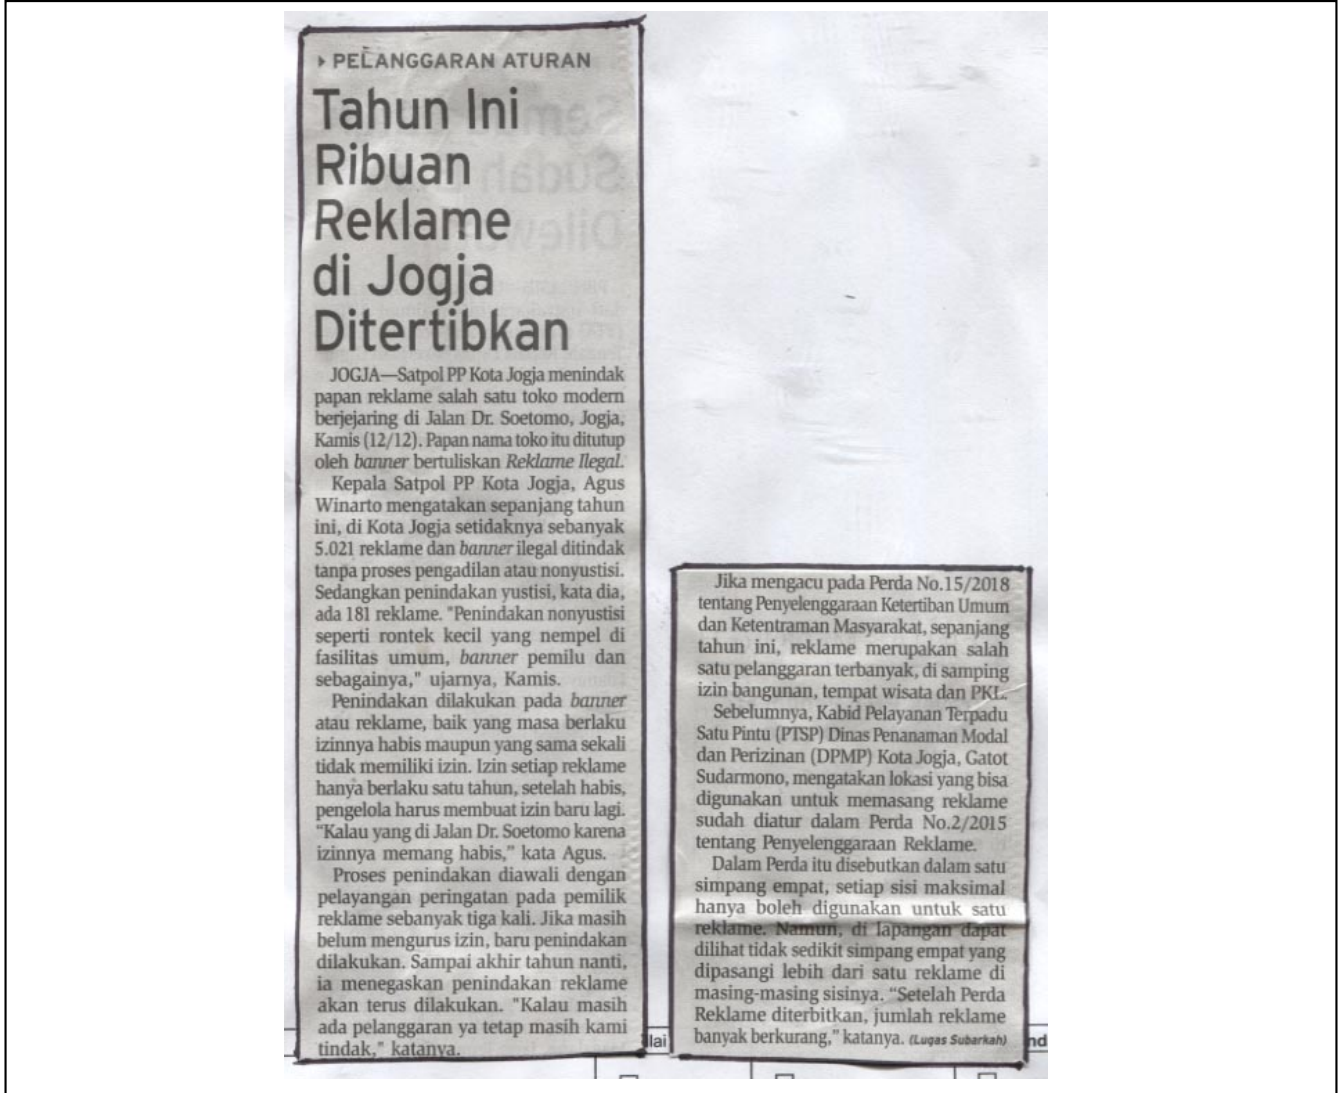 PELANGGARAN ATURAN
Tahun Ini
Ribuan
Reklame
di Jogja
Ditertibkan
JOGJA—Satpol PP Kota Jogja menindak
papan reklame salah satu toko modern
berjejaring di Jalan Dr. Soetomo, Jogja,
Kamis (12/12). Papan nama toko itu ditutup
oleh banner bertuliskan Reklame Ilegal.
Kepala Satpol PP Kota Jogja, Agus
Winarto mengatakan sepanjang tahun
ini, di Kota Jogja setidaknya sebanyak
5.021 reklame dan banner ilegal ditindak
tanpa proses pengadilan atau nonyustisi.
Sedangkan penindakan yustisi, kata dia,
ada 181 reklame. "Penindakan nonyustisi
seperti rontek kecil yang nempel di
fasilitas umum, banner pemilu dan
sebagainya," ujarnya, Kamis.
Penindakan dilakukan pada banner
atau reklame, baik yang masa berlaku
izinnya habis maupun yang sama sekali
tidak memiliki izin. Izin setiap reklame
hanya berlaku satu tahun, setelah habis,
pengelola harus membuat izin baru lagi.
"Kalau yang di Jalan Dr. Soetomo karena
izinnya memang habis," kata Agus.
Proses penindakan diawali dengan
pelayangan peringatan pada pemilik
reklame sebanyak tiga kali. Jika masih
belum mengurus izin, baru penindakan
dilakukan. Sampai akhir tahun nanti,
ia menegaskan penindakan reklame
akan terus dilakukan. "Kalau masih
ada pelanggaran ya tetap masih kami
tindak," katanya.
Jika mengacu pada Perda No.15/2018
tentang Penyelenggaraan Ketertiban Umum
dan Ketentraman Masyarakat, sepanjang
tahun ini, reklame merupakan salah
satu pelanggaran terbanyak, di samping
izin bangunan, tempat wisata dan PKL.
Sebelumnya, Kabid Pelayanan Terpadu
Satu Pintu (PTSP) Dinas Penanaman Modal
dan Perizinan (DPMP) Kota Jogja, Gatot
Sudarmono, mengatakan lokasi yang bisa
digunakan untuk memasang reklame
sudah diatur dalam Perda No.2/2015
tentang Penyelenggaraan Reklame.
Dalam Perda itu disebutkan dalam satu
simpang empat, setiap sisi maksimal
hanya boleh digunakan untuk satu
reklame. Namun, di lapangan dapat
dilihat tidak sedikit simpang empat yang
dipasangi lebih dari satu reklame di
masing-masing sisinya. "Setelah Perda
Reklame diterbitkan, jumlah reklame
banyak berkurang," katanya. (Lugas Subarkah)